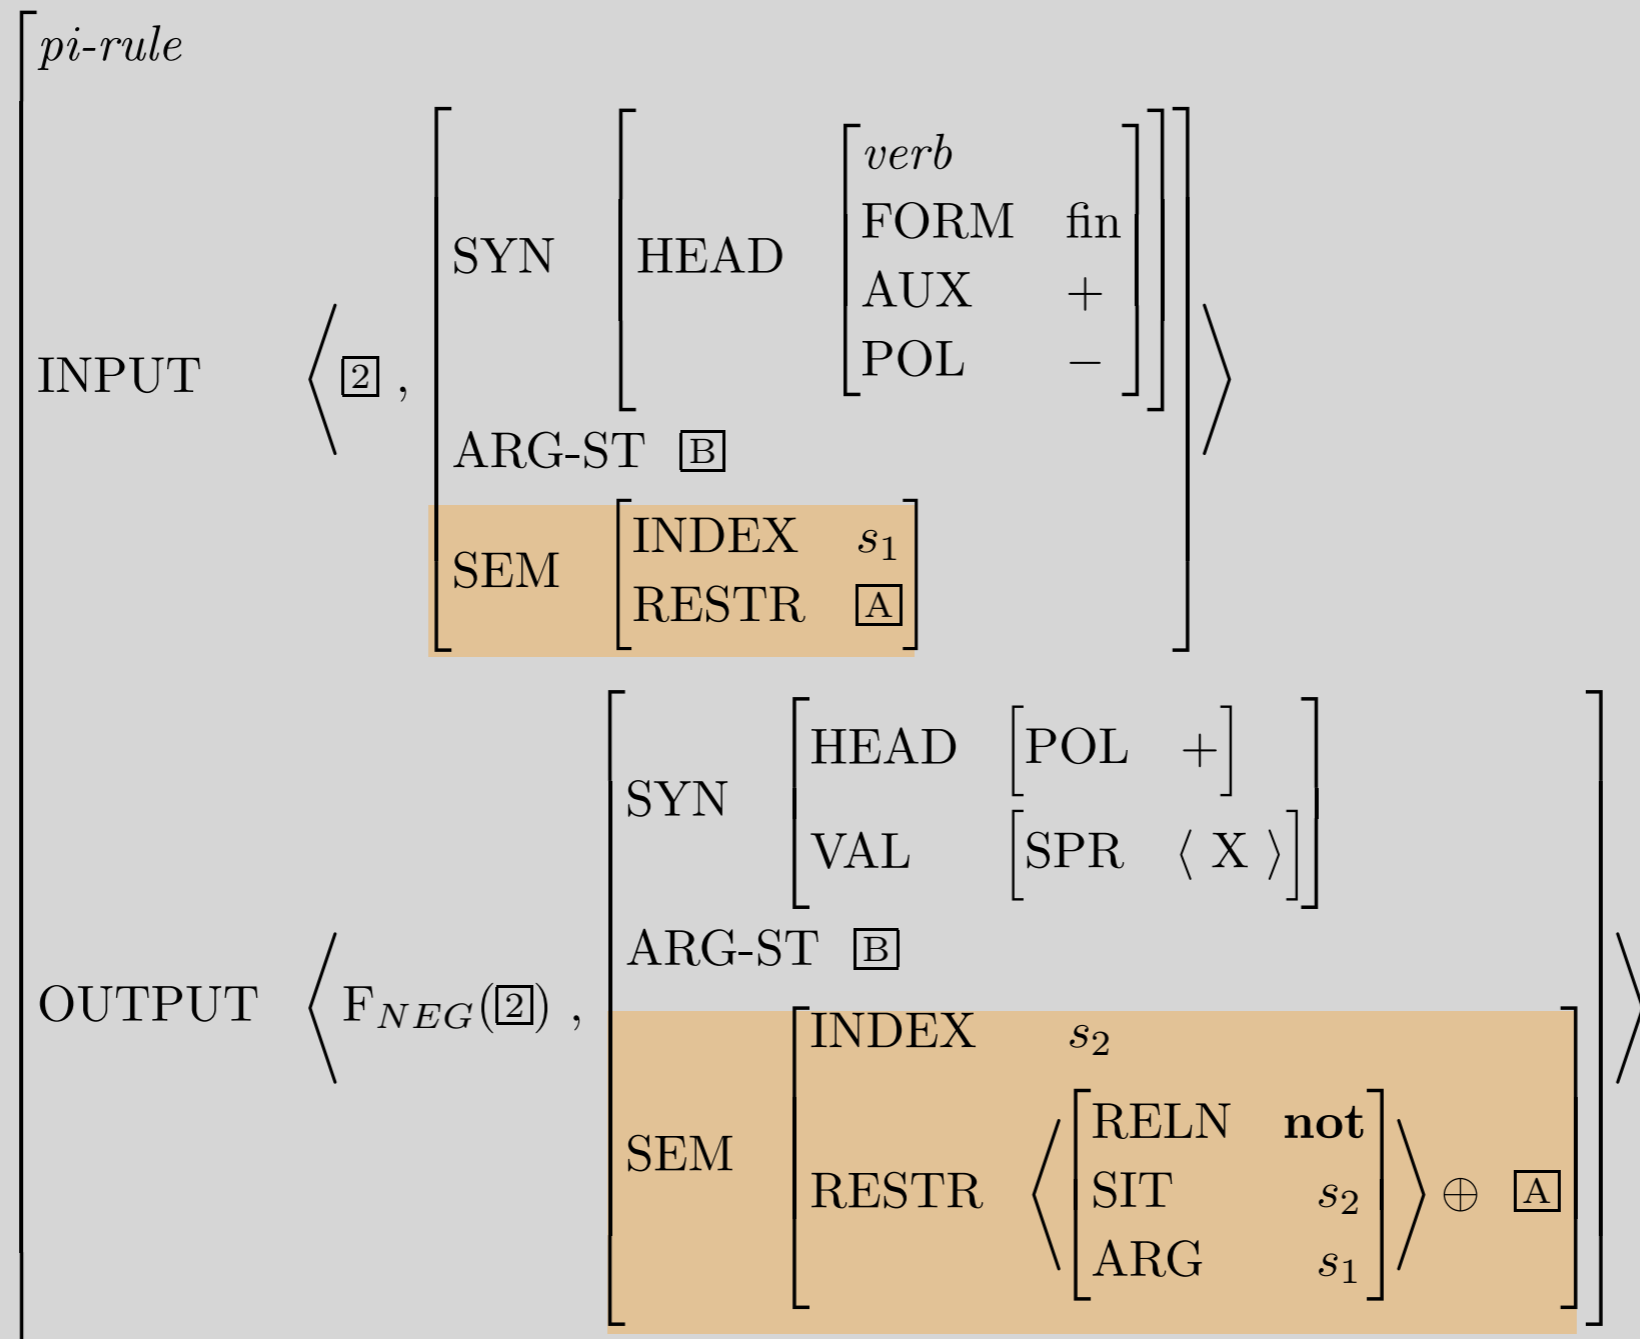 pi-rule
INPUT ⟨ 2 ,
SYN HEAD
verb
FORM fin
AUX +
POL −
ARG-ST B
SEM
INDEX s₁
RESTR A
⟩
OUTPUT ⟨ F_NEG(2) ,
SYN
HEAD [POL +]
VAL [SPR ⟨ X ⟩]
ARG-ST B
SEM
INDEX s₂
RESTR ⟨
RELN not
SIT s₂
ARG s₁
⟩ ⊕ A
⟩